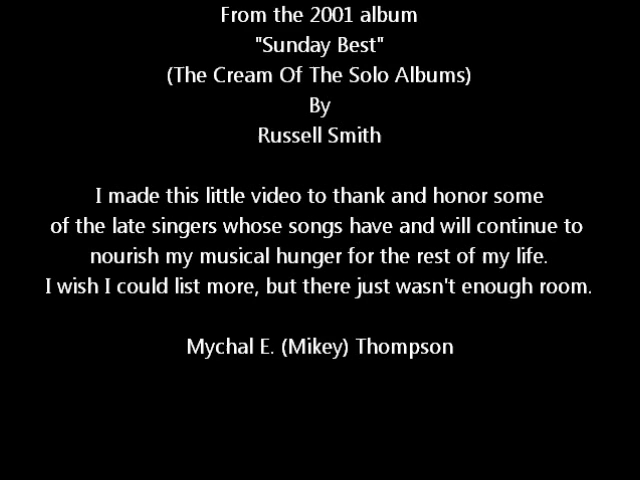 From the 2001 album
"Sunday Best"
(The Cream Of The Solo Albums)
By
Russell Smith
I made this little video to thank and honor some
of the late singers whose songs have and will continue to
nourish my musical hunger for the rest of my life.
I wish I could list more, but there just wasn't enough room.
Mychal E. (Mikey) Thompson